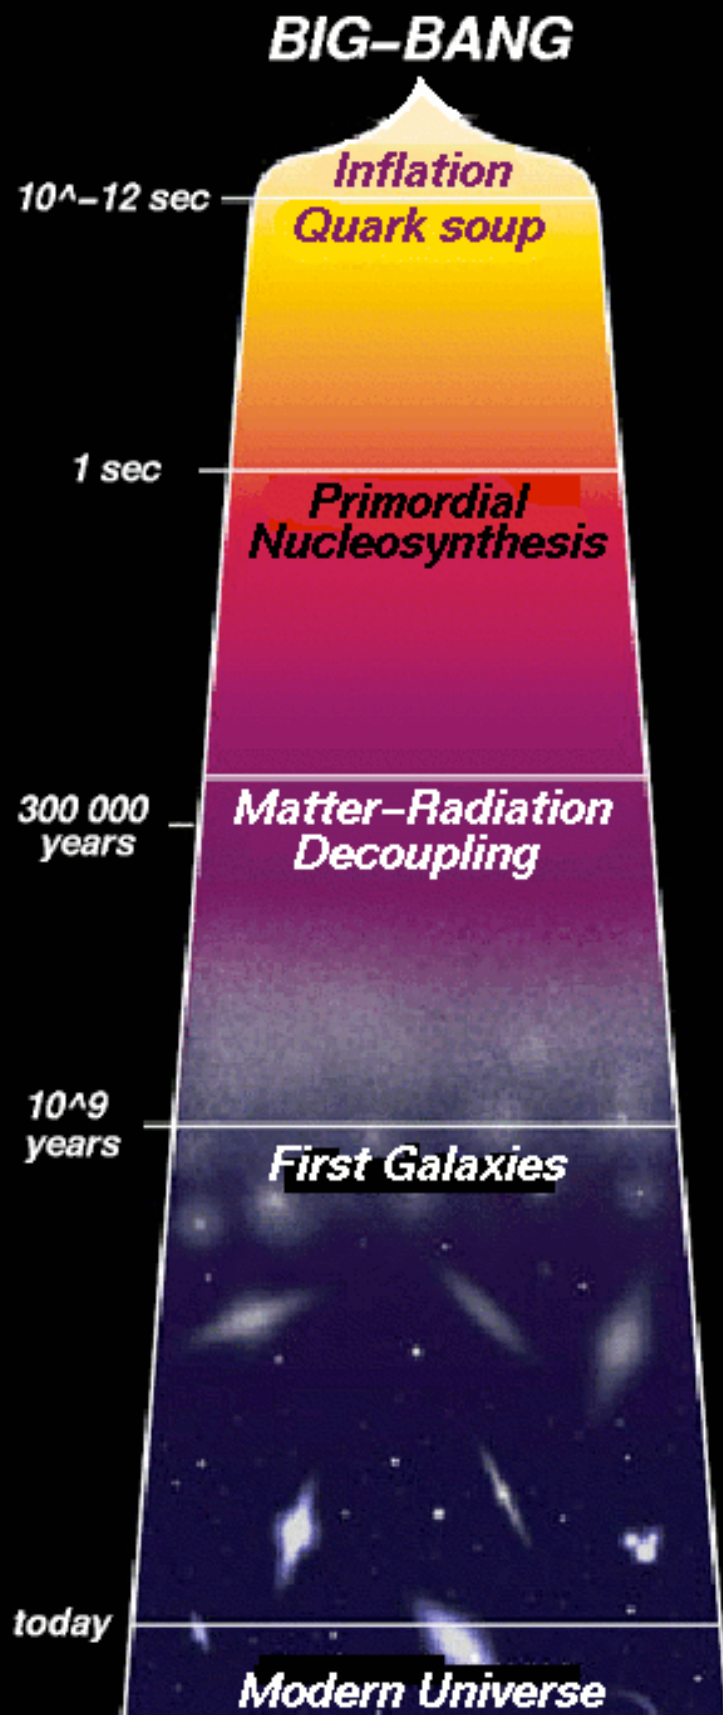 BIG-BANG
Inflation
10^-12 sec
Quark soup
1 sec
Primordial
Nucleosynthesis
300 000
years
Matter-Radiation
Decoupling
10^9
years
First Galaxies
today
Modern Universe